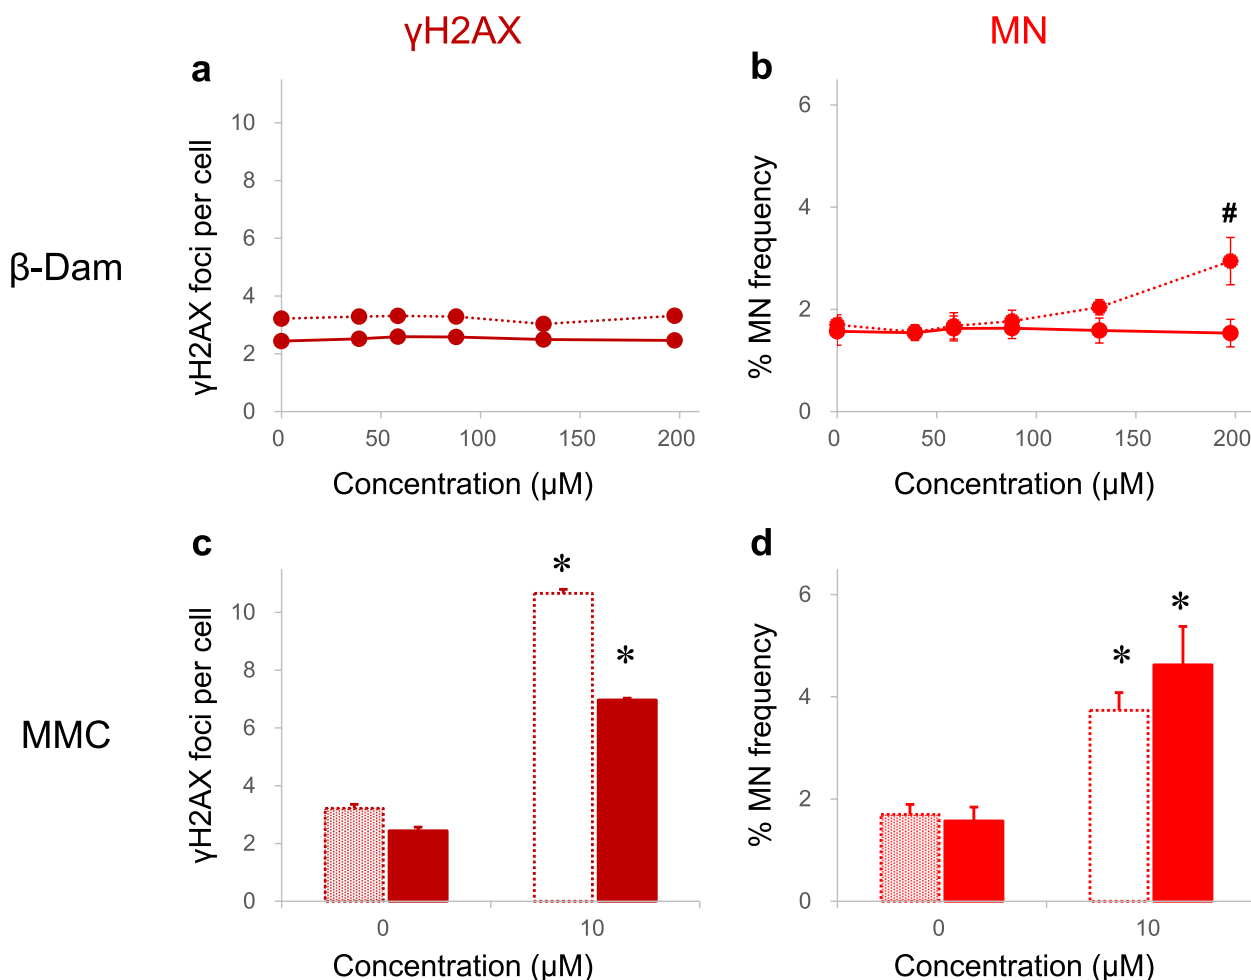 γH2AX
MN
a
b
β-Dam
γH2AX foci per cell
10
8
6
4
2
0
0 50 100 150 200
Concentration (µM)
% MN frequency
6
4
2
0
#
0 50 100 150 200
Concentration (µM)
c
d
MMC
γH2AX foci per cell
10
8
6
4
2
0
*
*
0 10
Concentration (µM)
% MN frequency
6
4
2
0
*
*
0 10
Concentration (µM)